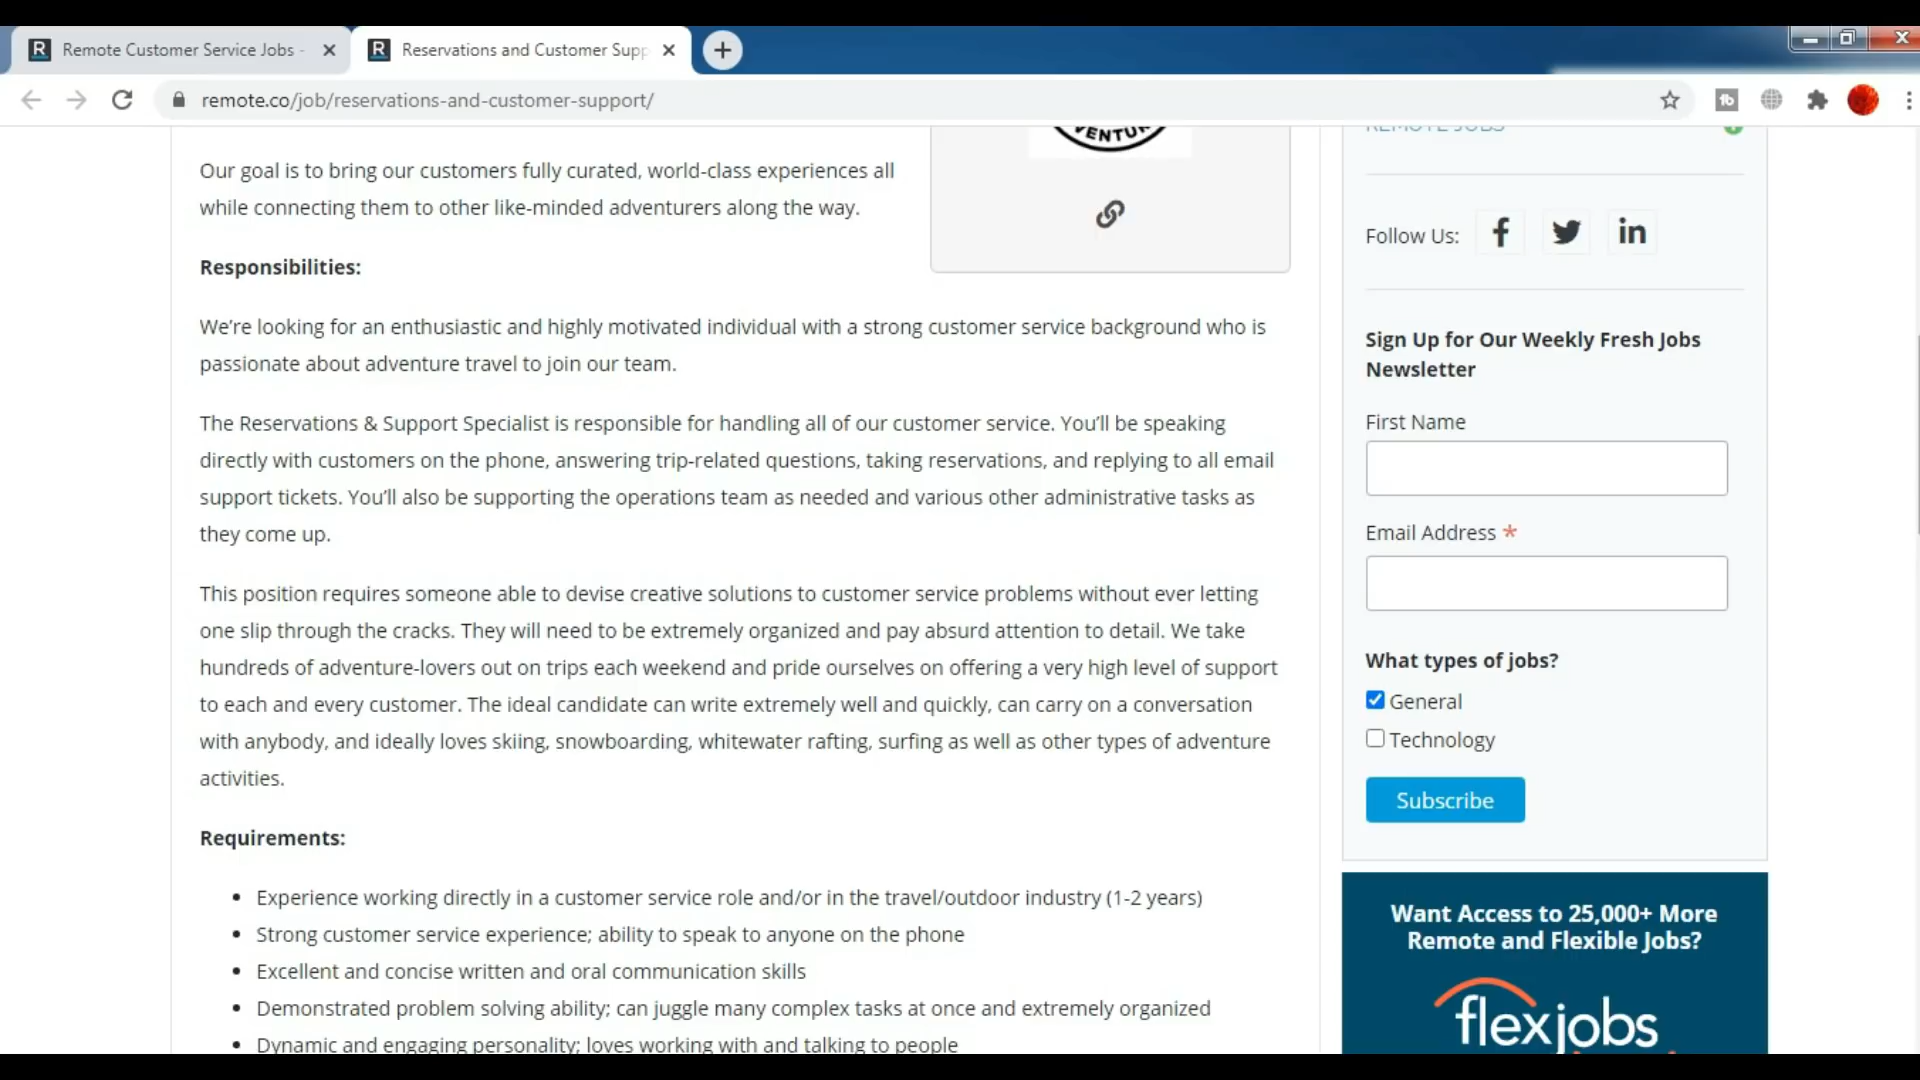 Remote Customer Service Jobs -
Reservations and Customer Supp
remote.co/job/reservations-and-customer-support/
VENTU
Our goal is to bring our customers fully curated, world-class experiences all
while connecting them to other like-minded adventurers along the way.
Responsibilities:
We’re looking for an enthusiastic and highly motivated individual with a strong customer service background who is
passionate about adventure travel to join our team.
The Reservations & Support Specialist is responsible for handling all of our customer service. You’ll be speaking
directly with customers on the phone, answering trip-related questions, taking reservations, and replying to all email
support tickets. You’ll also be supporting the operations team as needed and various other administrative tasks as
they come up.
This position requires someone able to devise creative solutions to customer service problems without ever letting
one slip through the cracks. They will need to be extremely organized and pay absurd attention to detail. We take
hundreds of adventure-lovers out on trips each weekend and pride ourselves on offering a very high level of support
to each and every customer. The ideal candidate can write extremely well and quickly, can carry on a conversation
with anybody, and ideally loves skiing, snowboarding, whitewater rafting, surfing as well as other types of adventure
activities.
Requirements:
• Experience working directly in a customer service role and/or in the travel/outdoor industry (1-2 years)
• Strong customer service experience; ability to speak to anyone on the phone
• Excellent and concise written and oral communication skills
• Demonstrated problem solving ability; can juggle many complex tasks at once and extremely organized
• Dynamic and engaging personality; loves working with and talking to people
REMOTE JOBS
Follow Us:
Sign Up for Our Weekly Fresh Jobs
Newsletter
First Name
Email Address *
What types of jobs?
General
Technology
Subscribe
Want Access to 25,000+ More
Remote and Flexible Jobs?
flexjobs